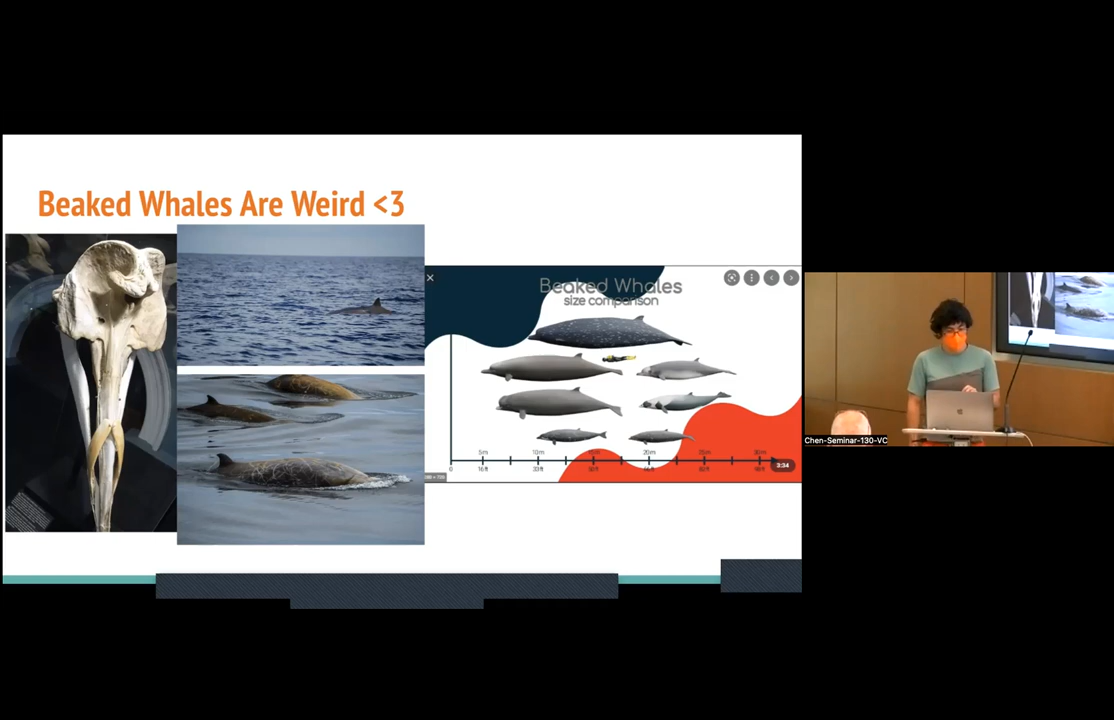 Beaked Whales Are Weird <3
Beaked Whales
size comparison
5m 10m 20m
0 16ft 33ft
3:34
Chen-Seminar-130-VC